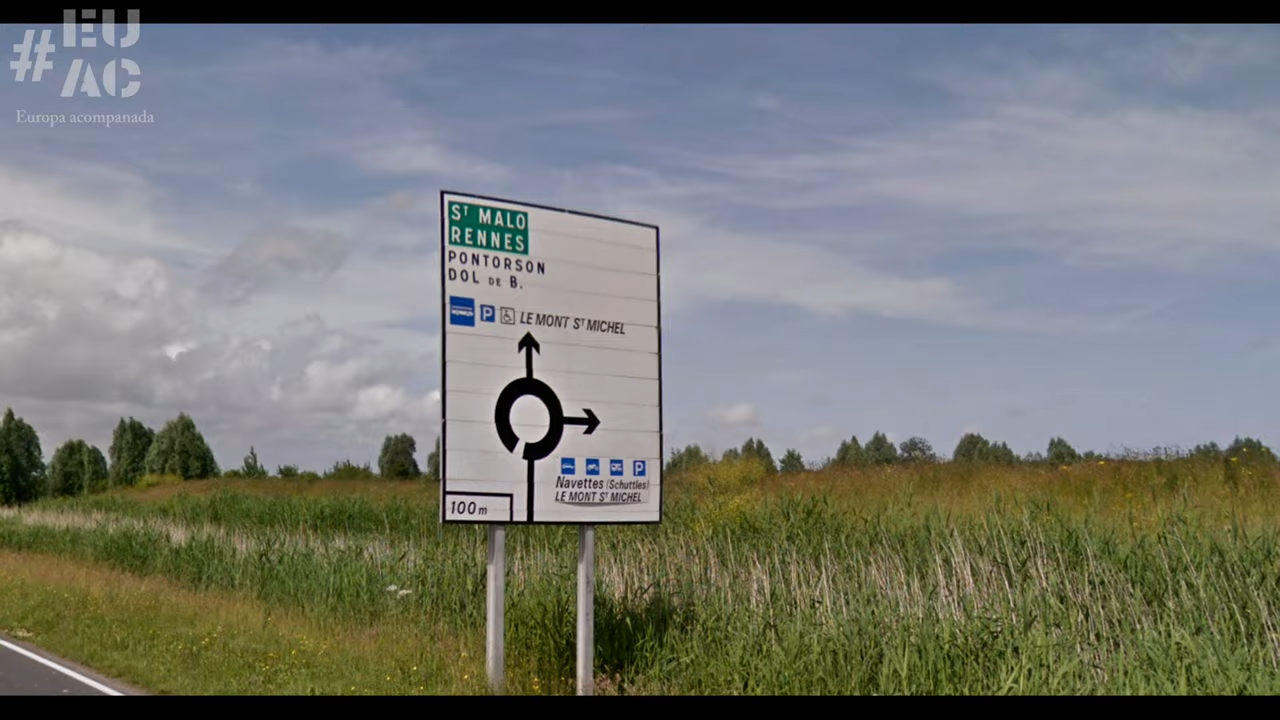 #EU
AC
Europa acompanada
ST MALO
RENNES
PONTORSON
DOL DE B.
P LE MONT ST MICHEL
P
Navettes (Shuttles)
LE MONT ST MICHEL
100 m